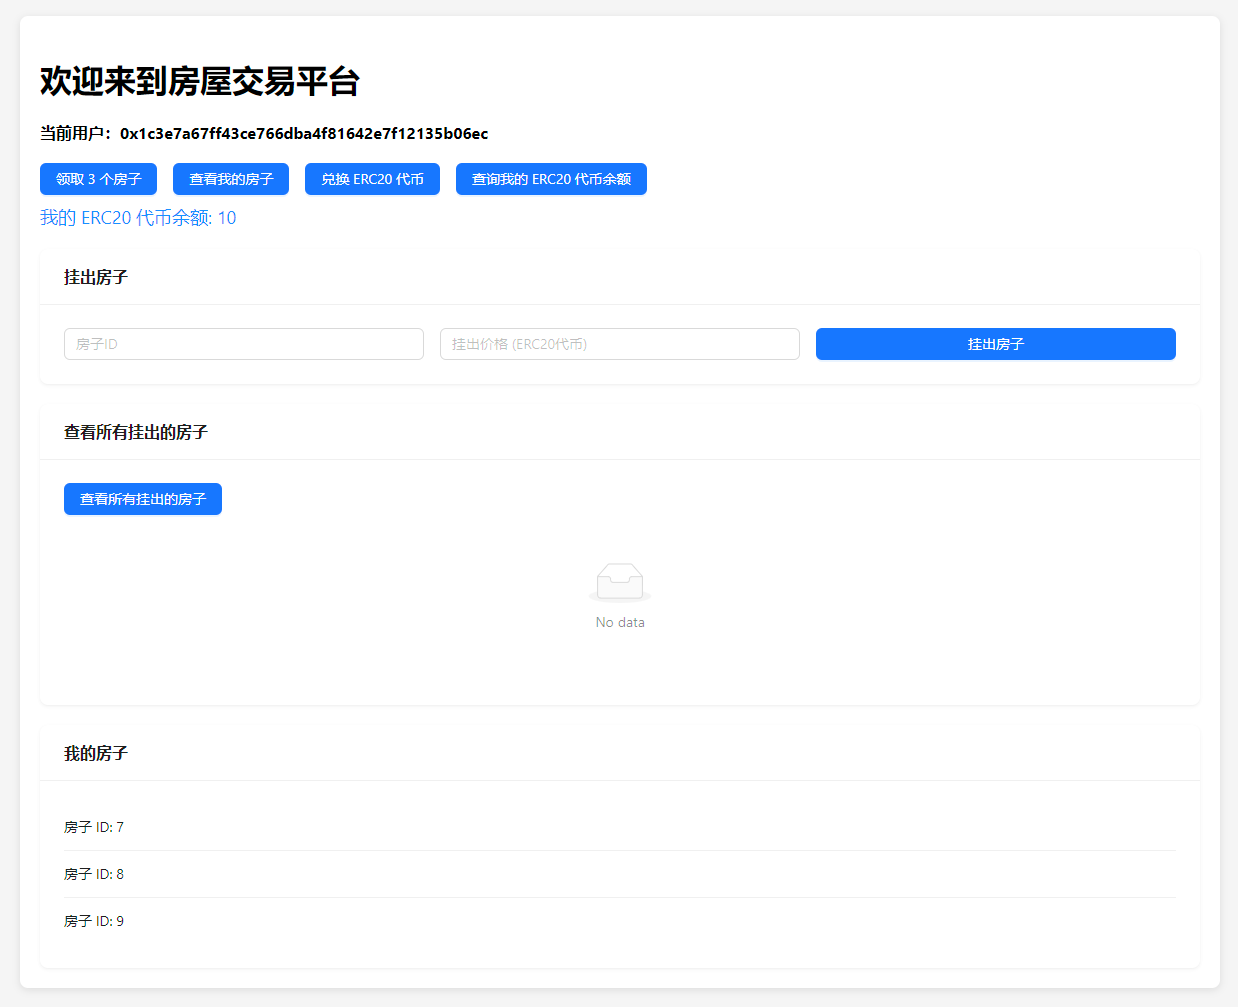 欢迎来到房屋交易平台
当前用户：0x1c3e7a67ff43ce766dba4f81642e7f12135b06ec
领取 3 个房子 查看我的房子 兑换 ERC20 代币 查询我的 ERC20 代币余额
我的 ERC20 代币余额: 10
挂出房子
房子ID 挂出价格 (ERC20代币) 挂出房子
查看所有挂出的房子
查看所有挂出的房子
No data
我的房子
房子 ID: 7
房子 ID: 8
房子 ID: 9